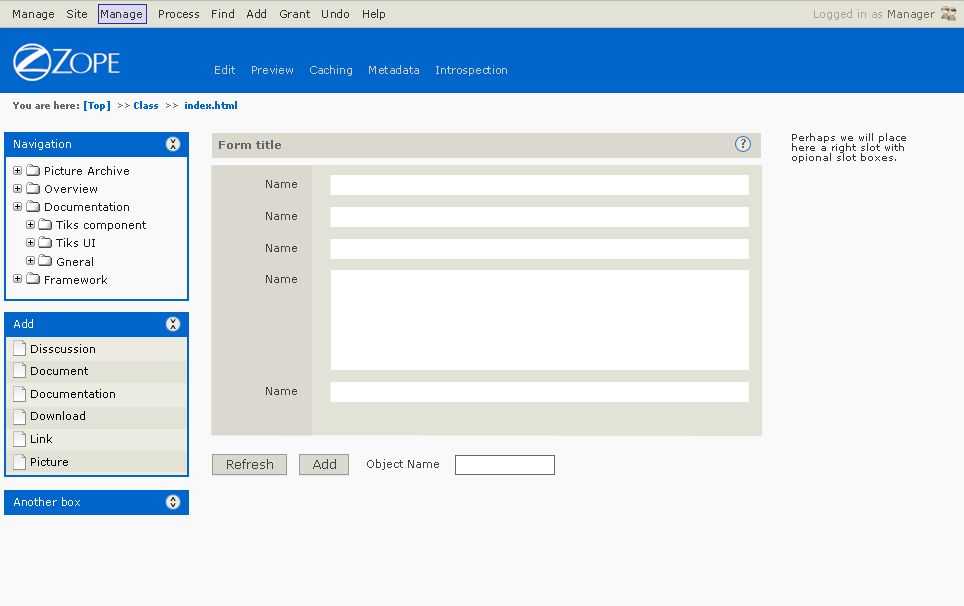 Manage Site Manage Process Find Add Grant Undo Help Logged in as Manager
ZOPE
Edit Preview Caching Metadata Introspection
You are here: [Top] >> Class >> index.html
Navigation
Picture Archive
Overview
Documentation
Tiks component
Tiks UI
Gneral
Framework
Add
Disscussion
Document
Documentation
Download
Link
Picture
Another box
Form title ?
Name
Name
Name
Name
Name
Refresh Add Object Name
Perhaps we will place
here a right slot with
opional slot boxes.